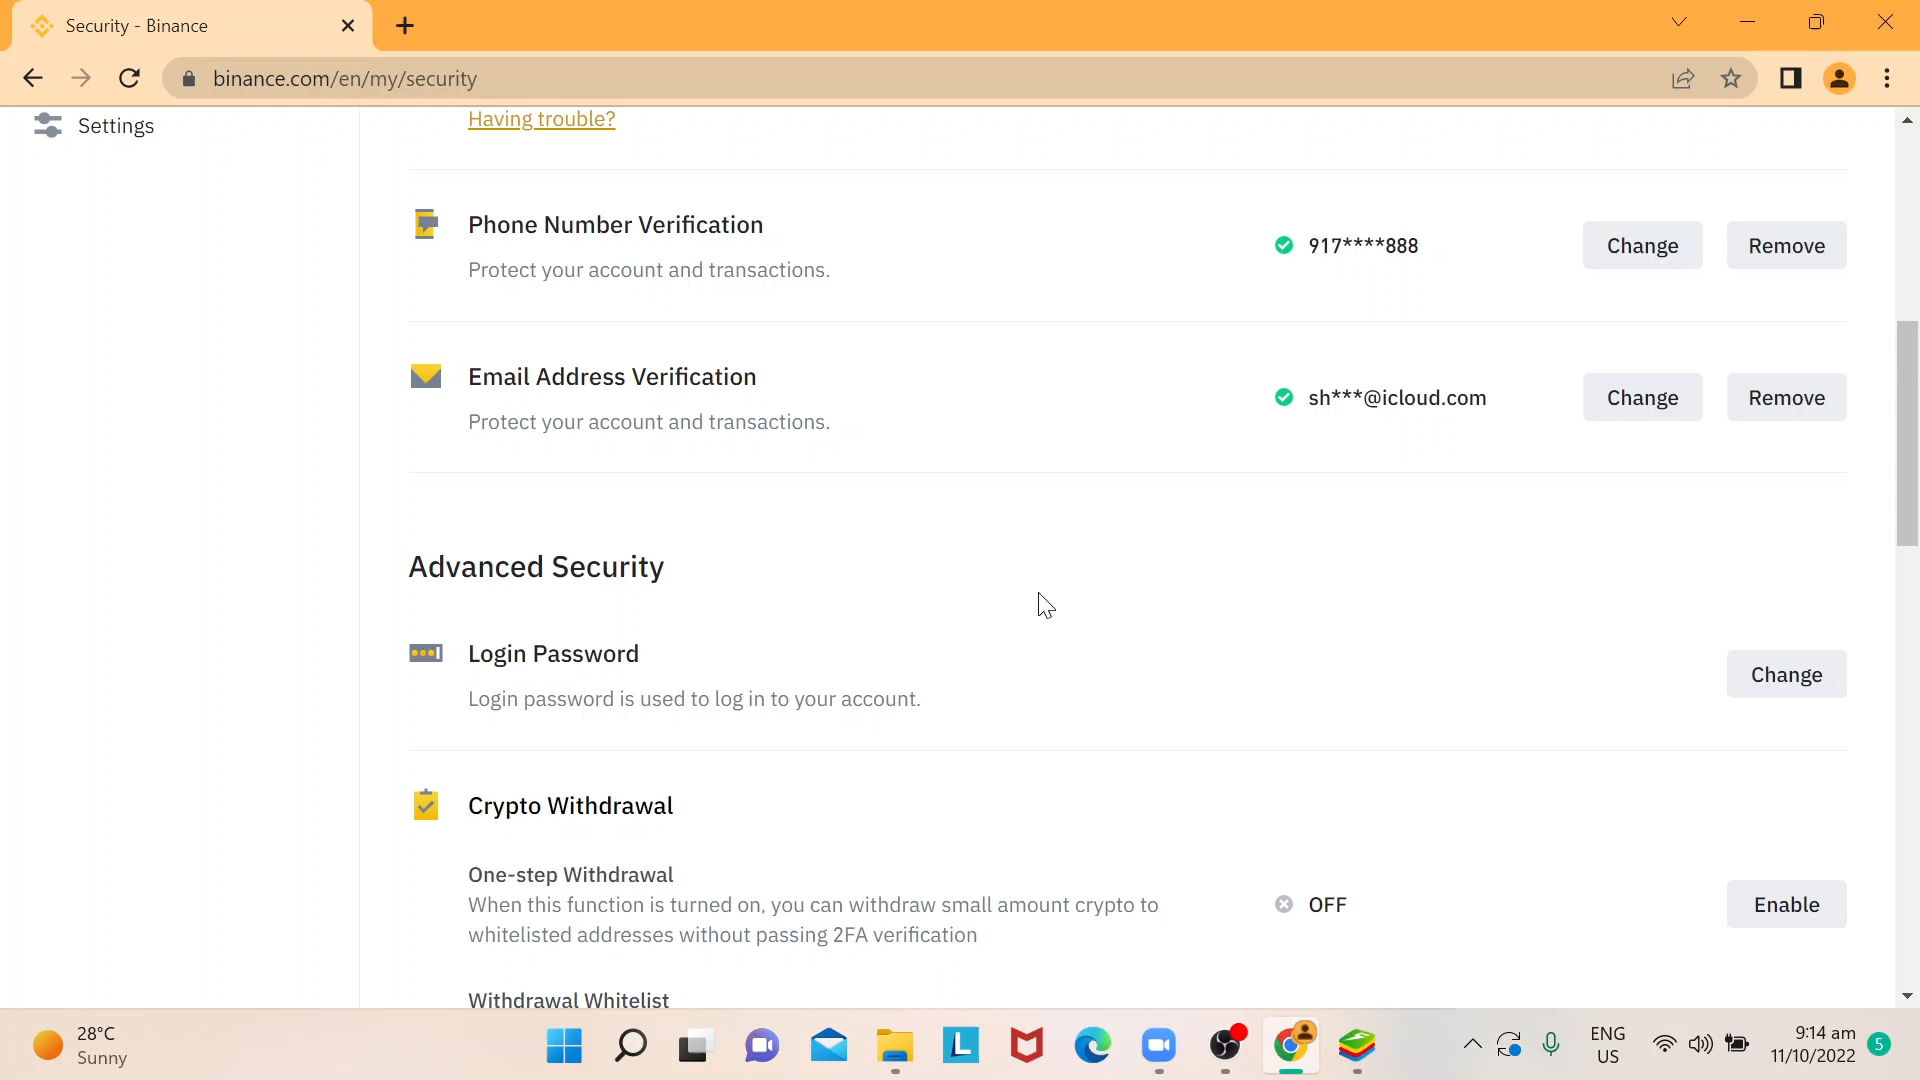 Security - Binance
binance.com/en/my/security
Settings
Having trouble?
Phone Number Verification
Protect your account and transactions.
917****888
Change
Remove
Email Address Verification
Protect your account and transactions.
sh***@icloud.com
Change
Remove
Advanced Security
Login Password
Login password is used to log in to your account.
Change
Crypto Withdrawal
One-step Withdrawal
When this function is turned on, you can withdraw small amount crypto to
whitelisted addresses without passing 2FA verification
OFF
Enable
Withdrawal Whitelist
28°C
Sunny
L
ENG
US
9:14 am
11/10/2022
5